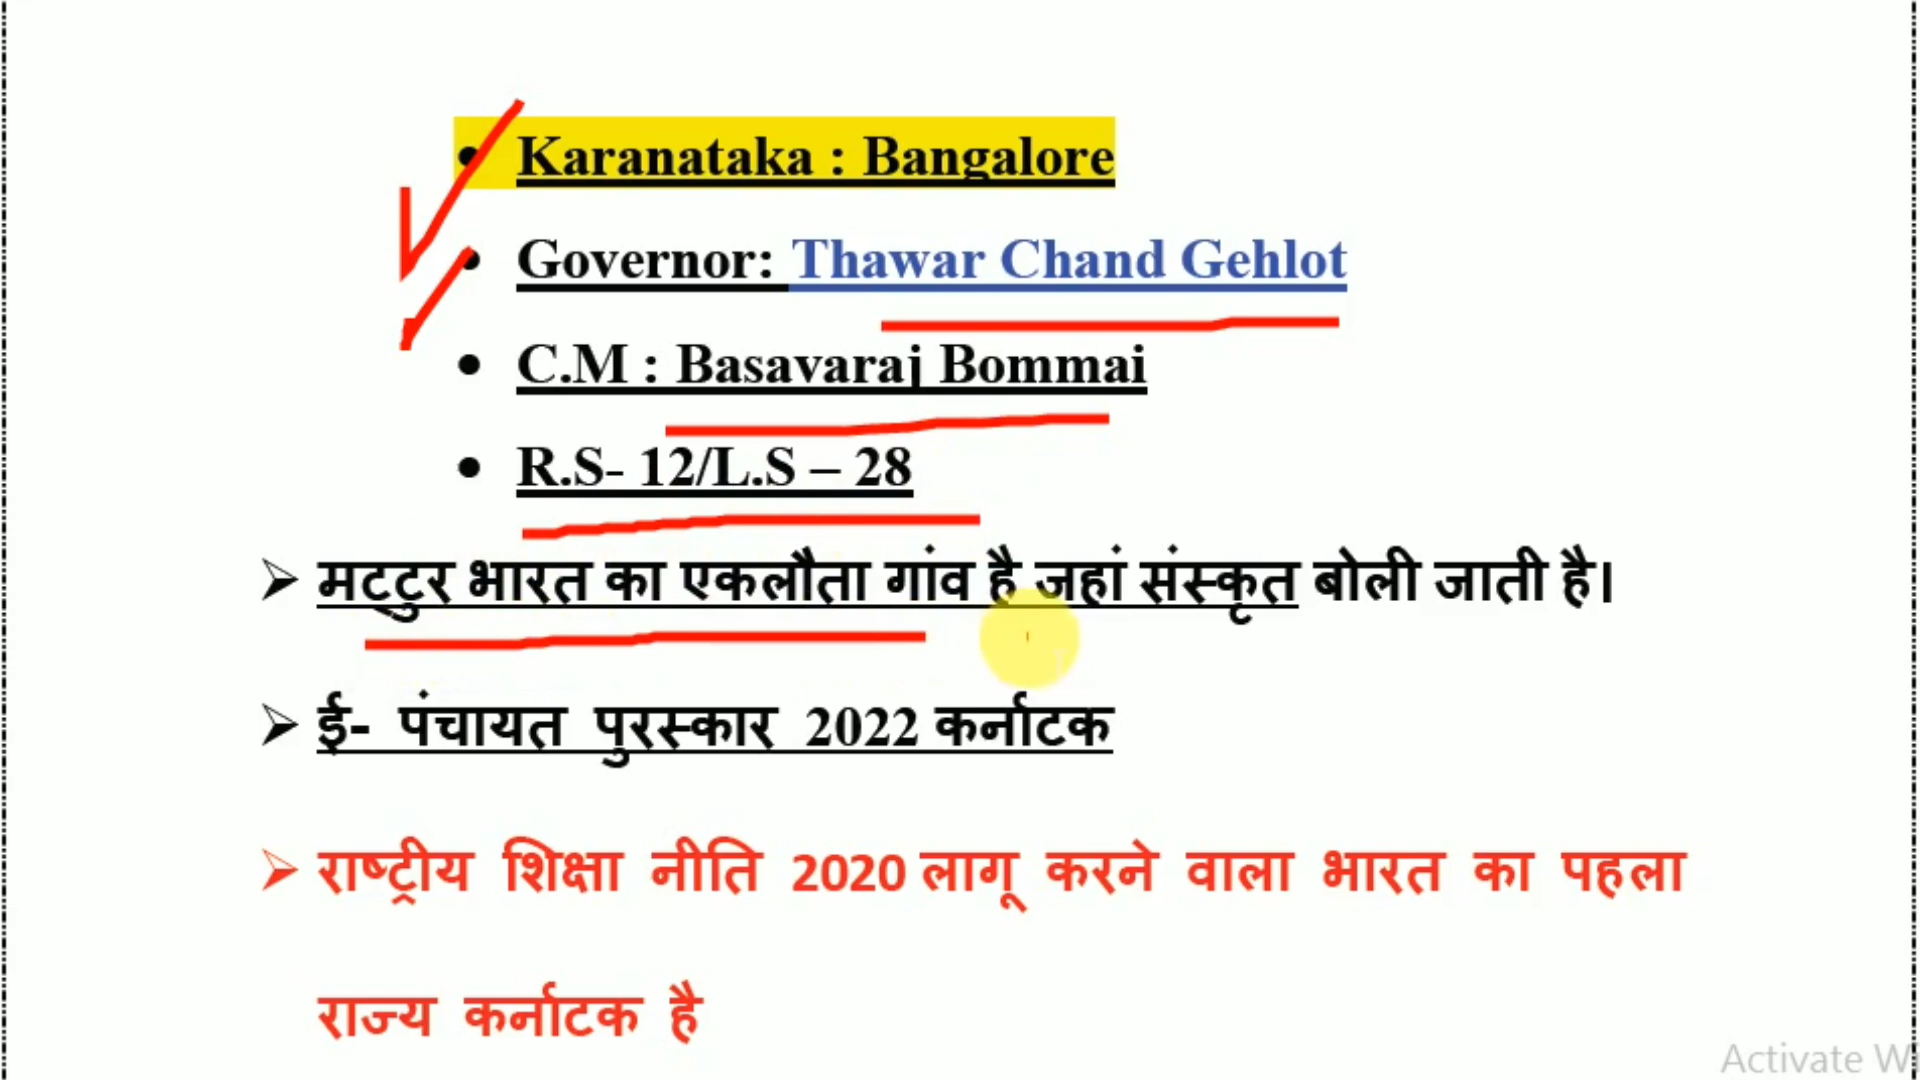 • Karanataka : Bangalore
• Governor: Thawar Chand Gehlot
• C.M : Basavaraj Bommai
• R.S- 12/L.S – 28
➢ मट्टुर भारत का एकलौता गांव है जहां संस्कृत बोली जाती है।
➢ ई- पंचायत पुरस्कार 2022 कर्नाटक
➢ राष्ट्रीय शिक्षा नीति 2020 लागू करने वाला भारत का पहला
राज्य कर्नाटक है
Activate